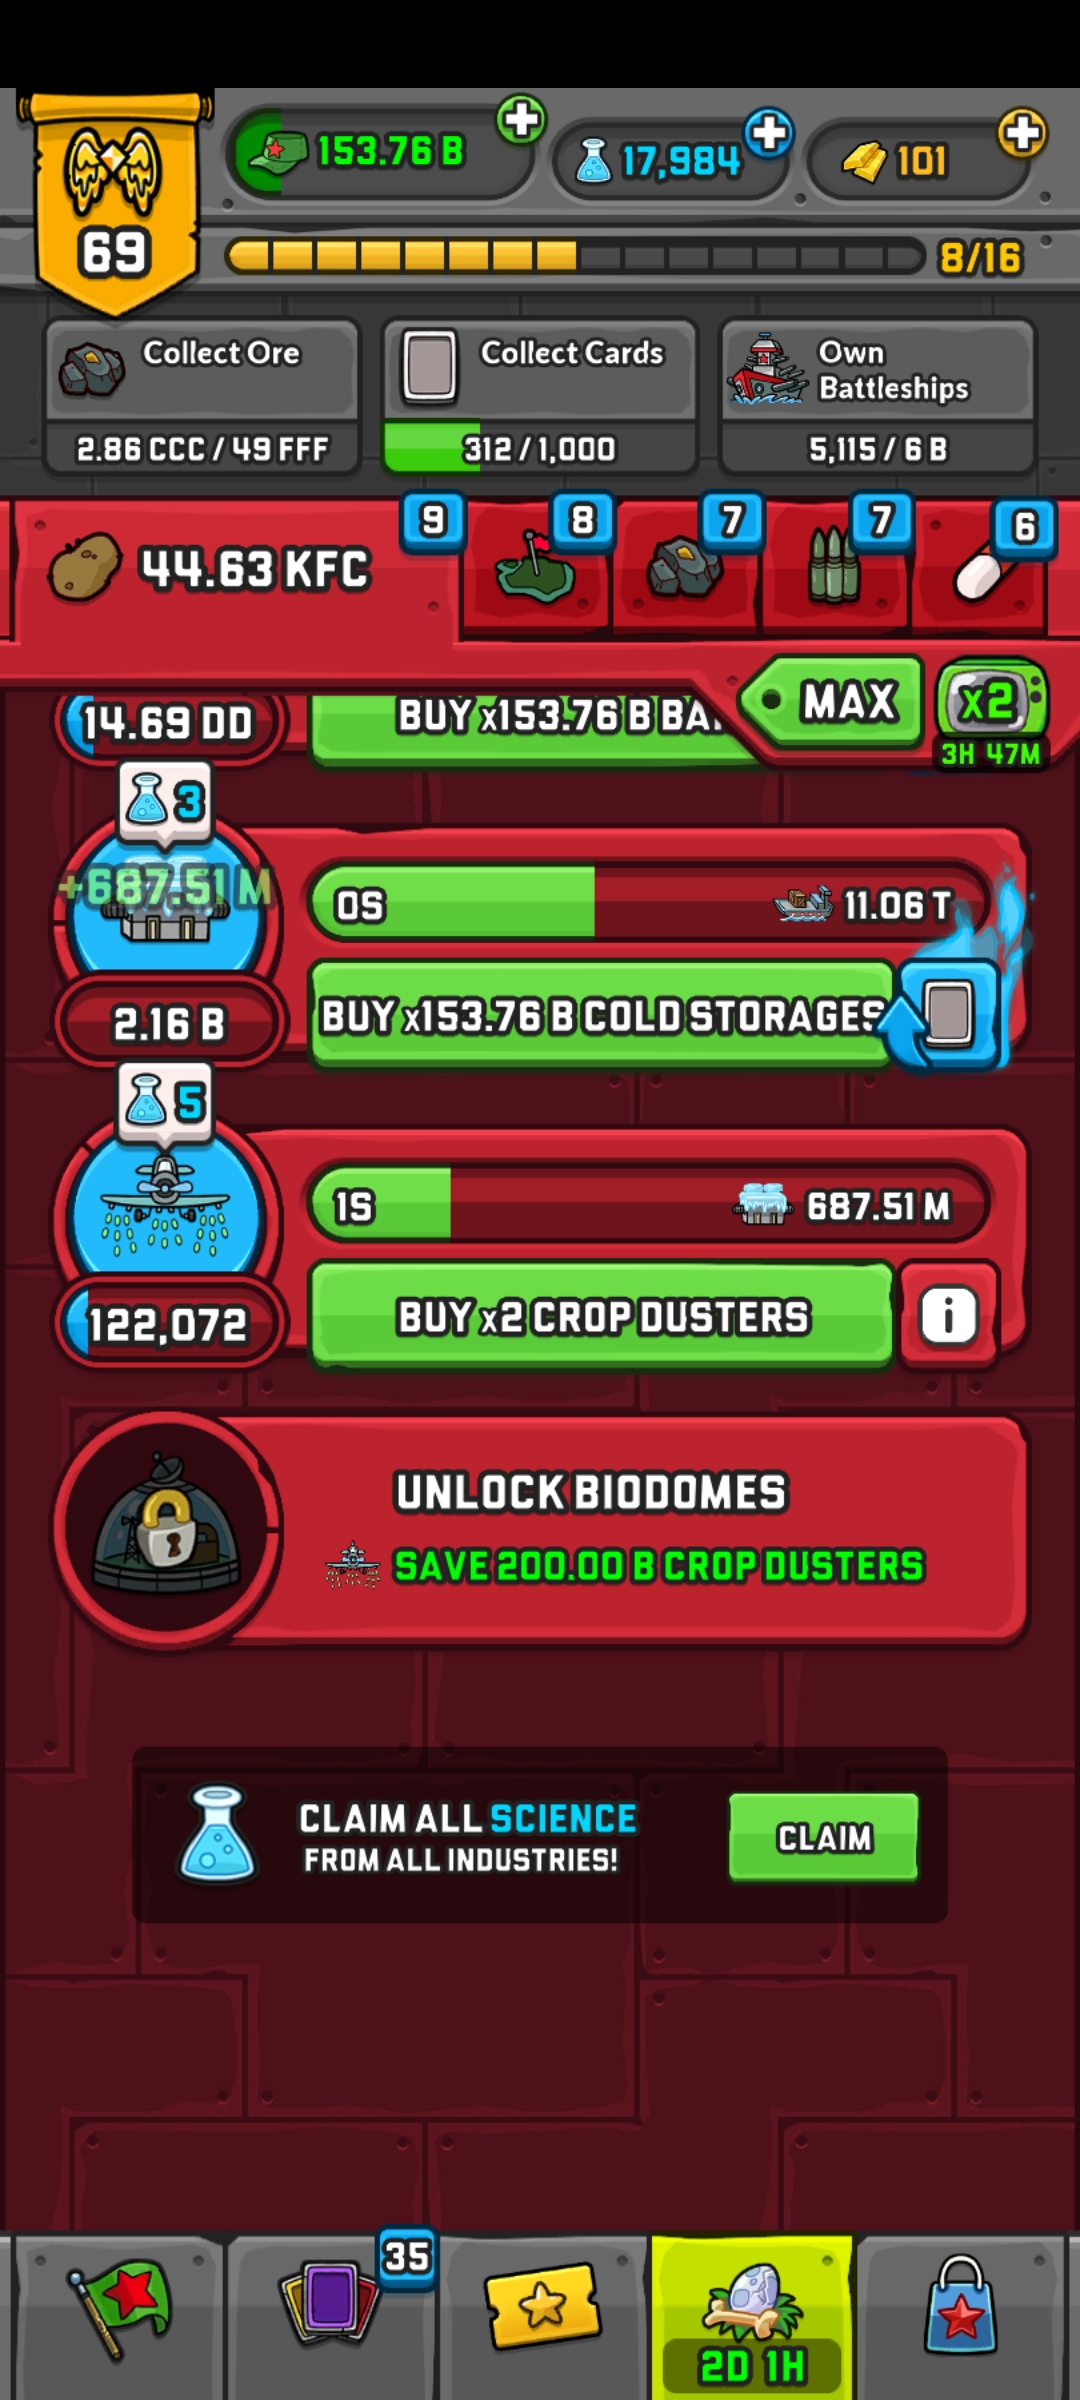 153.76 B
17,984
101
69
8/16
Collect Ore
2.86 CCC / 49 FFF
Collect Cards
312 / 1,000
Own
Battleships
5,115 / 6 B
44.63 KFC
9
8
7
7
6
MAX
x2
3H 47M
14.69 DD
BUY x153.76 B
3
+687.51 M
0S
11.06 T
2.16 B
BUY x153.76 B COLD STORAGES
5
1S
687.51 M
122,072
BUY x2 CROP DUSTERS
i
UNLOCK BIODOMES
SAVE 200.00 B CROP DUSTERS
CLAIM ALL SCIENCE
FROM ALL INDUSTRIES!
CLAIM
35
2D 1H